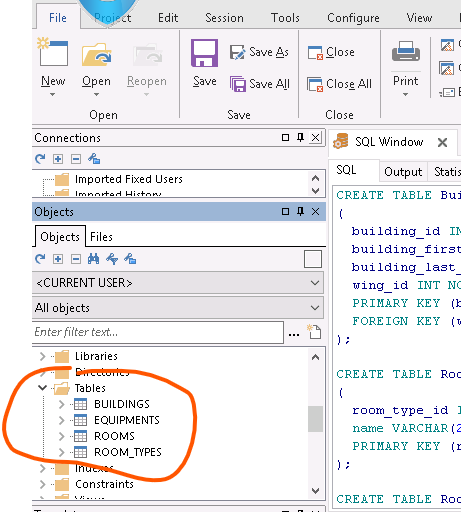 File Project Edit Session Tools Configure View
New Open Reopen Save Save As Save All Close Close All Print
Open Save Close
Connections
Imported Fixed Users
Imported History
Objects
Objects Files
<CURRENT USER>
All objects
Enter filter text...
Libraries
Directories
Tables
BUILDINGS
EQUIPMENTS
ROOMS
ROOM_TYPES
Indexes
Constraints
Views
SQL Window
SQL Output Statis
CREATE TABLE Bui
(
building_id IN
building_first
building_last_
wing_id INT NO
PRIMARY KEY (b
FOREIGN KEY (w
);
CREATE TABLE Roo
(
room_type_id I
name VARCHAR(2
PRIMARY KEY (r
);
CREATE TABLE Roo